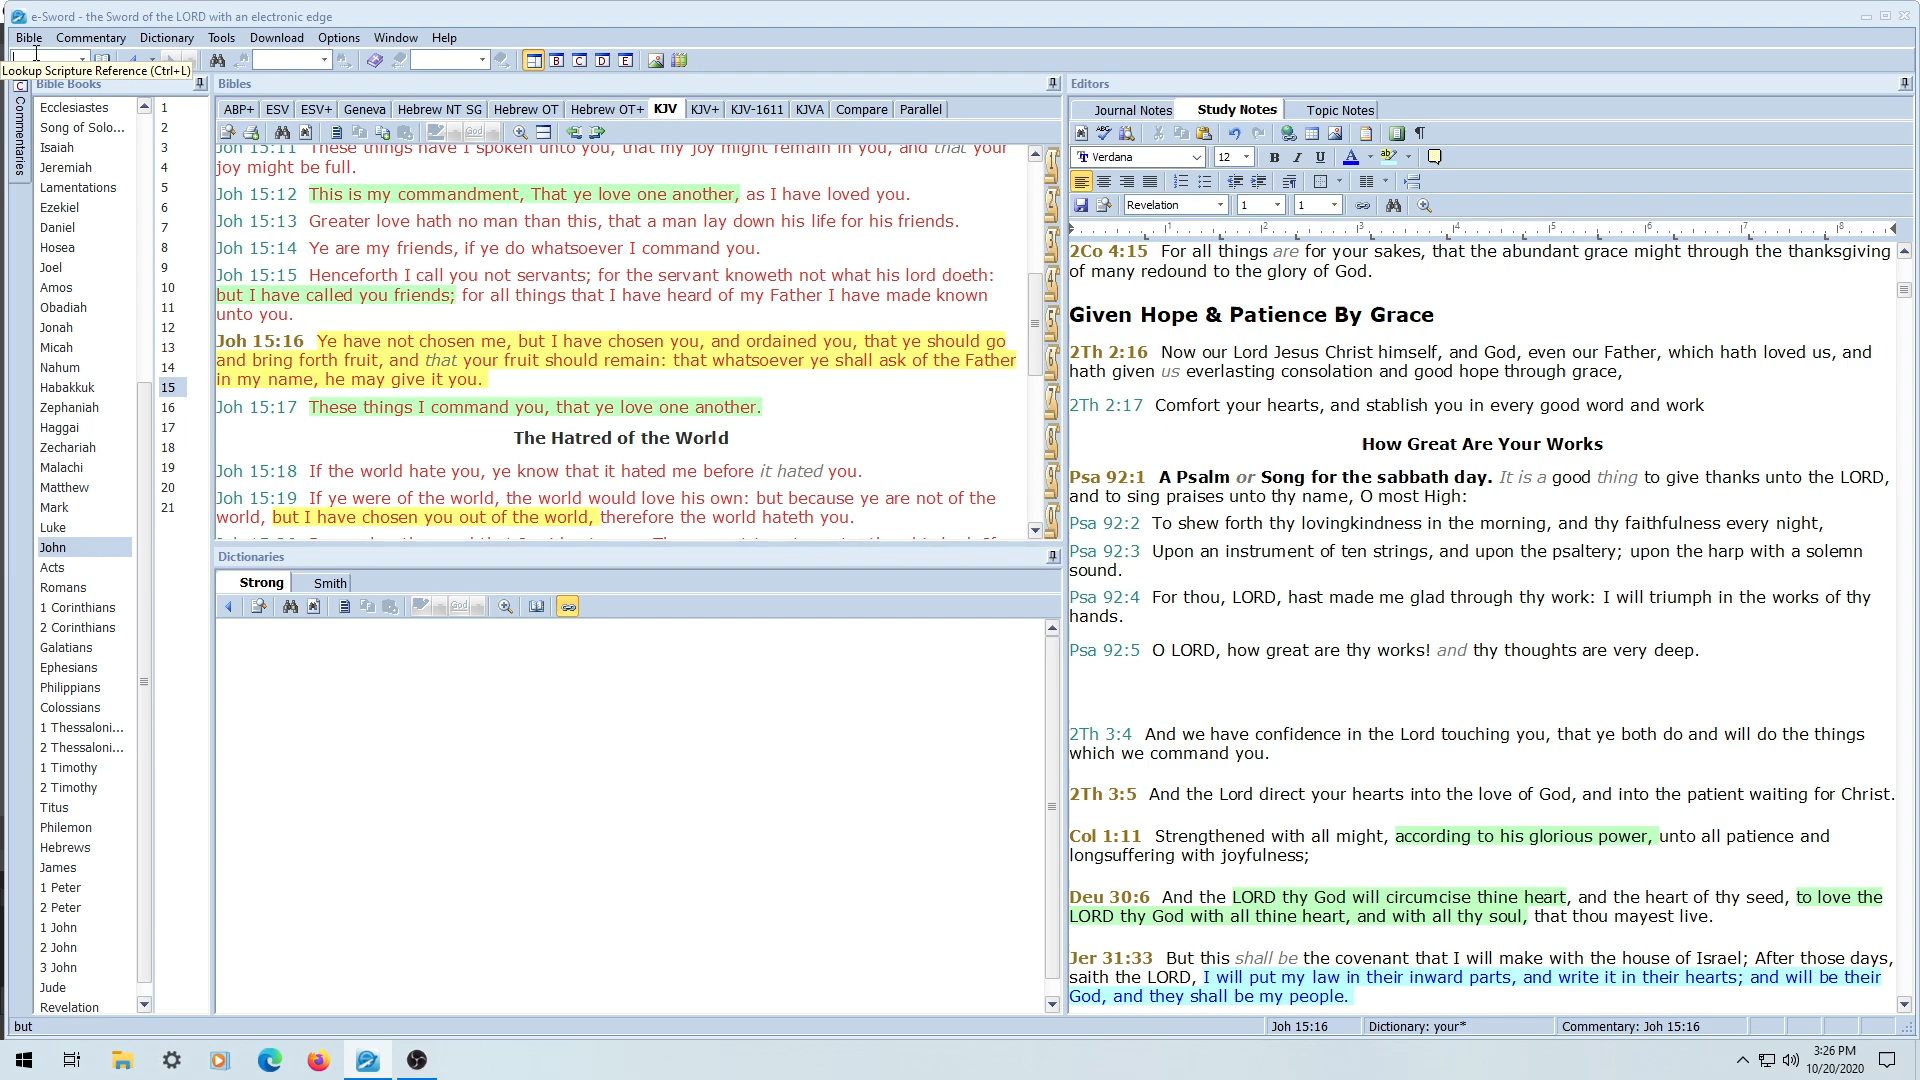 e-Sword - the Sword of the LORD with an electronic edge
Bible Commentary Dictionary Tools Download Options Window Help
Lookup Scripture Reference (Ctrl+L)
Commentaries
Bible Books
Ecclesiastes
Song of Solo...
Isaiah
Jeremiah
Lamentations
Ezekiel
Daniel
Hosea
Joel
Amos
Obadiah
Jonah
Micah
Nahum
Habakkuk
Zephaniah
Haggai
Zechariah
Malachi
Matthew
Mark
Luke
John
Acts
Romans
1 Corinthians
2 Corinthians
Galatians
Ephesians
Philippians
Colossians
1 Thessaloni...
2 Thessaloni...
1 Timothy
2 Timothy
Titus
Philemon
Hebrews
James
1 Peter
2 Peter
1 John
2 John
3 John
Jude
Revelation
1
2
3
4
5
6
7
8
9
10
11
12
13
14
15
16
17
18
19
20
21
Bibles
ABP+ ESV ESV+ Geneva Hebrew NT SG Hebrew OT Hebrew OT+ KJV KJV+ KJV-1611 KJVA Compare Parallel
Joh 15:11 These things have I spoken unto you, that my joy might remain in you, and that your
joy might be full.
Joh 15:12 This is my commandment, That ye love one another, as I have loved you.
Joh 15:13 Greater love hath no man than this, that a man lay down his life for his friends.
Joh 15:14 Ye are my friends, if ye do whatsoever I command you.
Joh 15:15 Henceforth I call you not servants; for the servant knoweth not what his lord doeth:
but I have called you friends; for all things that I have heard of my Father I have made known
unto you.
Joh 15:16 Ye have not chosen me, but I have chosen you, and ordained you, that ye should go
and bring forth fruit, and that your fruit should remain: that whatsoever ye shall ask of the Father
in my name, he may give it you.
Joh 15:17 These things I command you, that ye love one another.
The Hatred of the World
Joh 15:18 If the world hate you, ye know that it hated me before it hated you.
Joh 15:19 If ye were of the world, the world would love his own: but because ye are not of the
world, but I have chosen you out of the world, therefore the world hateth you.
Dictionaries
Strong Smith
Editors
Journal Notes Study Notes Topic Notes
Verdana 12 B I U A ab
Revelation 1 1
1 2 3 4 5 6 7 8
2Co 4:15 For all things are for your sakes, that the abundant grace might through the thanksgiving
of many redound to the glory of God.
Given Hope & Patience By Grace
2Th 2:16 Now our Lord Jesus Christ himself, and God, even our Father, which hath loved us, and
hath given us everlasting consolation and good hope through grace,
2Th 2:17 Comfort your hearts, and stablish you in every good word and work
How Great Are Your Works
Psa 92:1 A Psalm or Song for the sabbath day. It is a good thing to give thanks unto the LORD,
and to sing praises unto thy name, O most High:
Psa 92:2 To shew forth thy lovingkindness in the morning, and thy faithfulness every night,
Psa 92:3 Upon an instrument of ten strings, and upon the psaltery; upon the harp with a solemn
sound.
Psa 92:4 For thou, LORD, hast made me glad through thy work: I will triumph in the works of thy
hands.
Psa 92:5 O LORD, how great are thy works! and thy thoughts are very deep.
2Th 3:4 And we have confidence in the Lord touching you, that ye both do and will do the things
which we command you.
2Th 3:5 And the Lord direct your hearts into the love of God, and into the patient waiting for Christ.
Col 1:11 Strengthened with all might, according to his glorious power, unto all patience and
longsuffering with joyfulness;
Deu 30:6 And the LORD thy God will circumcise thine heart, and the heart of thy seed, to love the
LORD thy God with all thine heart, and with all thy soul, that thou mayest live.
Jer 31:33 But this shall be the covenant that I will make with the house of Israel; After those days,
saith the LORD, I will put my law in their inward parts, and write it in their hearts; and will be their
God, and they shall be my people.
but
Joh 15:16 Dictionary: your* Commentary: Joh 15:16
3:26 PM
10/20/2020